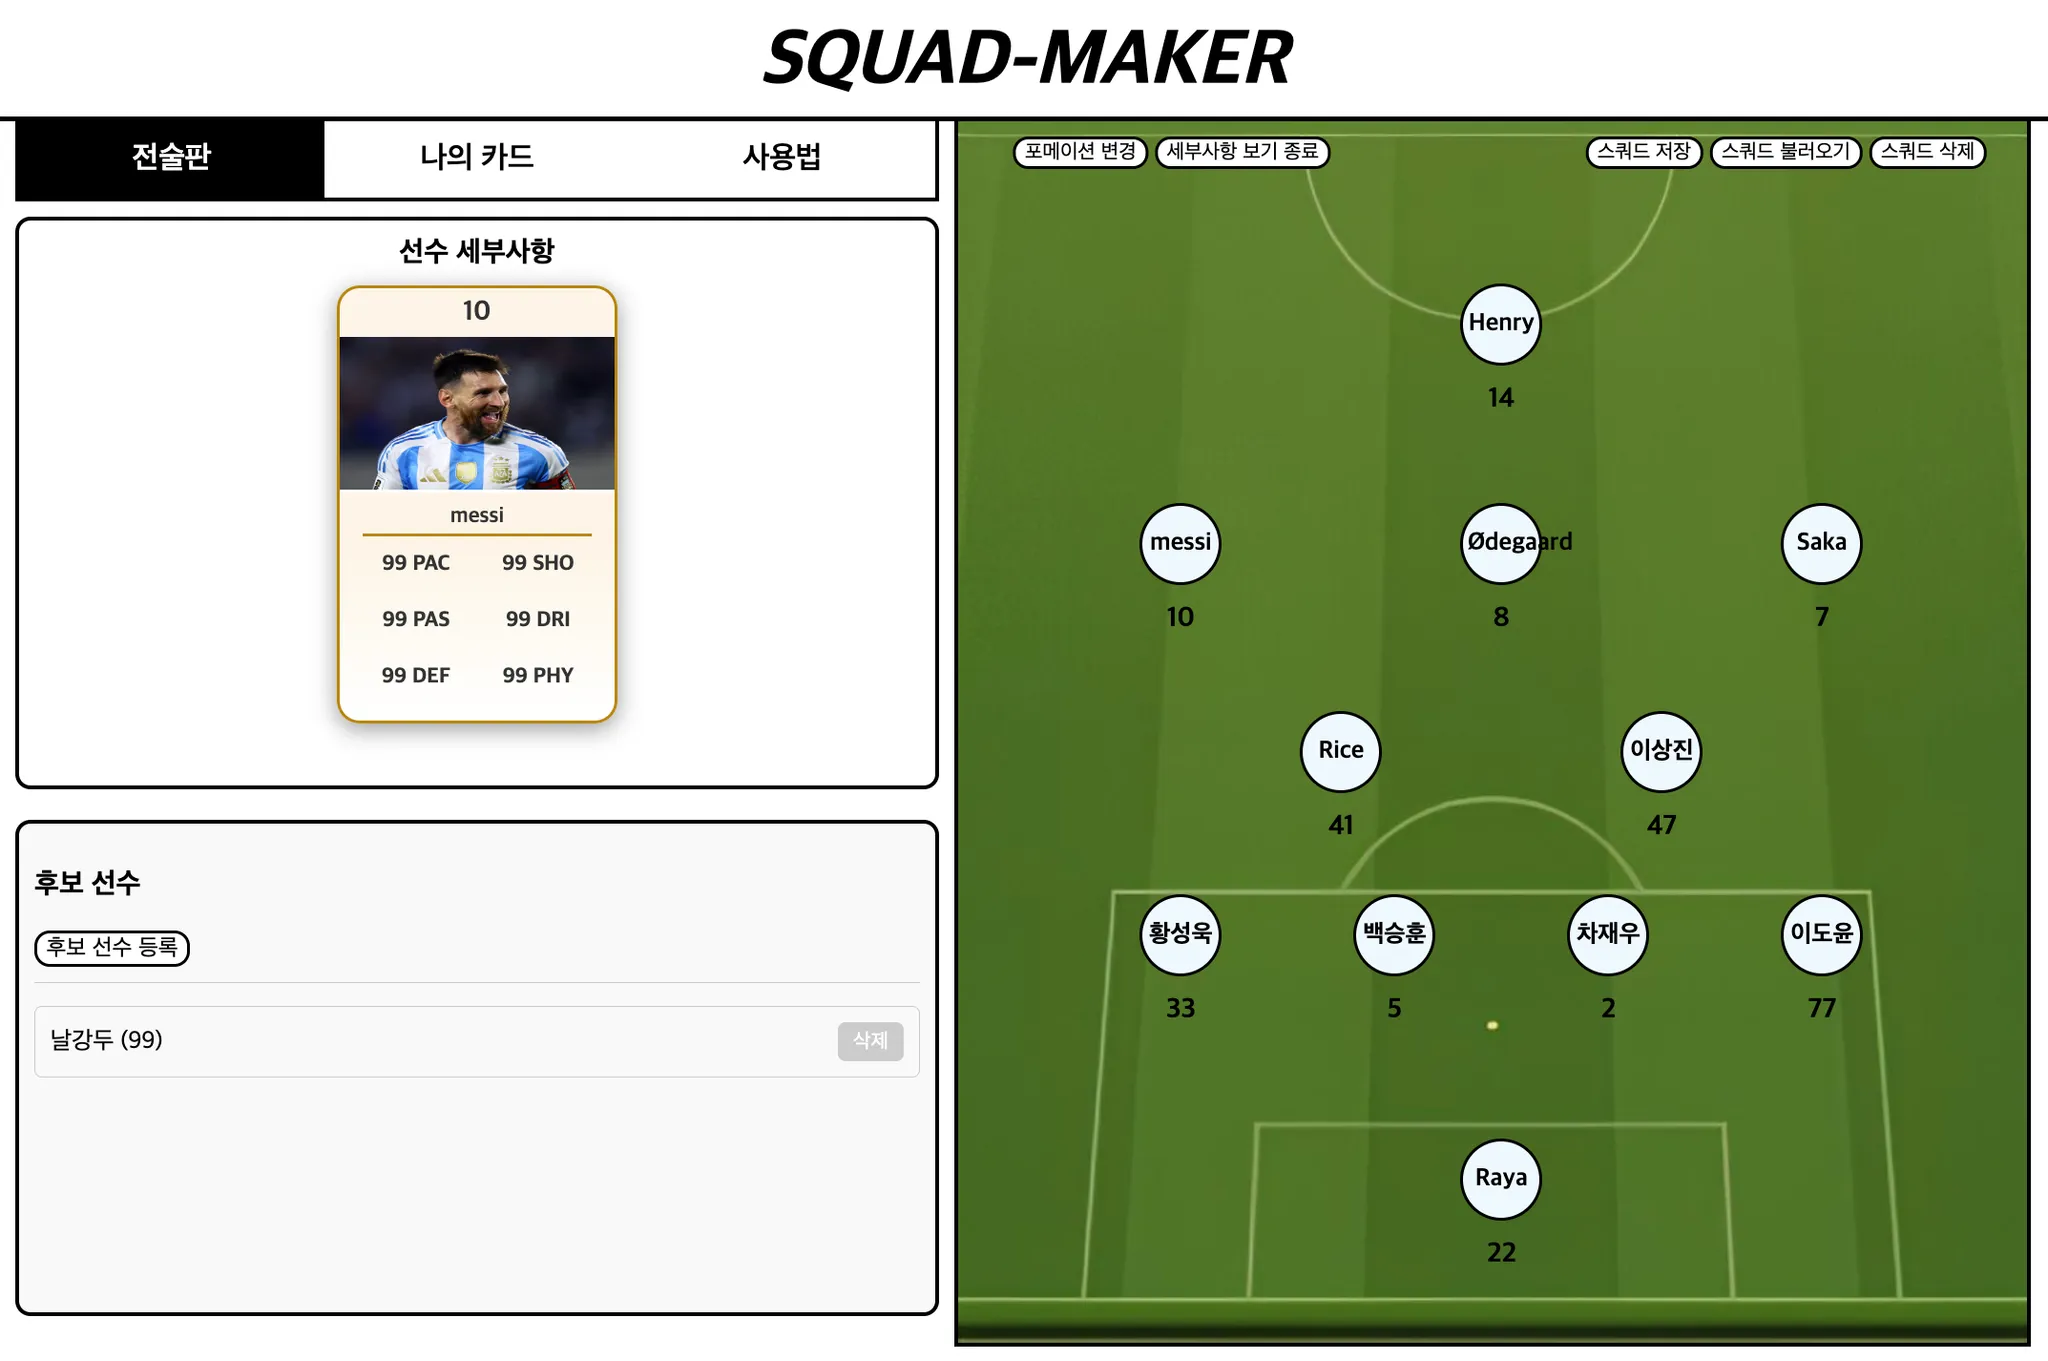 SQUAD-MAKER
전술판
나의 카드
사용법
선수 세부사항
10
messi
99 PAC 99 SHO
99 PAS 99 DRI
99 DEF 99 PHY
후보 선수
후보 선수 등록
날강두 (99)
삭제
포메이션 변경
세부사항 보기 종료
스쿼드 저장
스쿼드 불러오기
스쿼드 삭제
Henry
14
messi
10
Ødegaard
8
Saka
7
Rice
41
이상진
47
황성욱
33
백승훈
5
차재우
2
이도윤
77
Raya
22